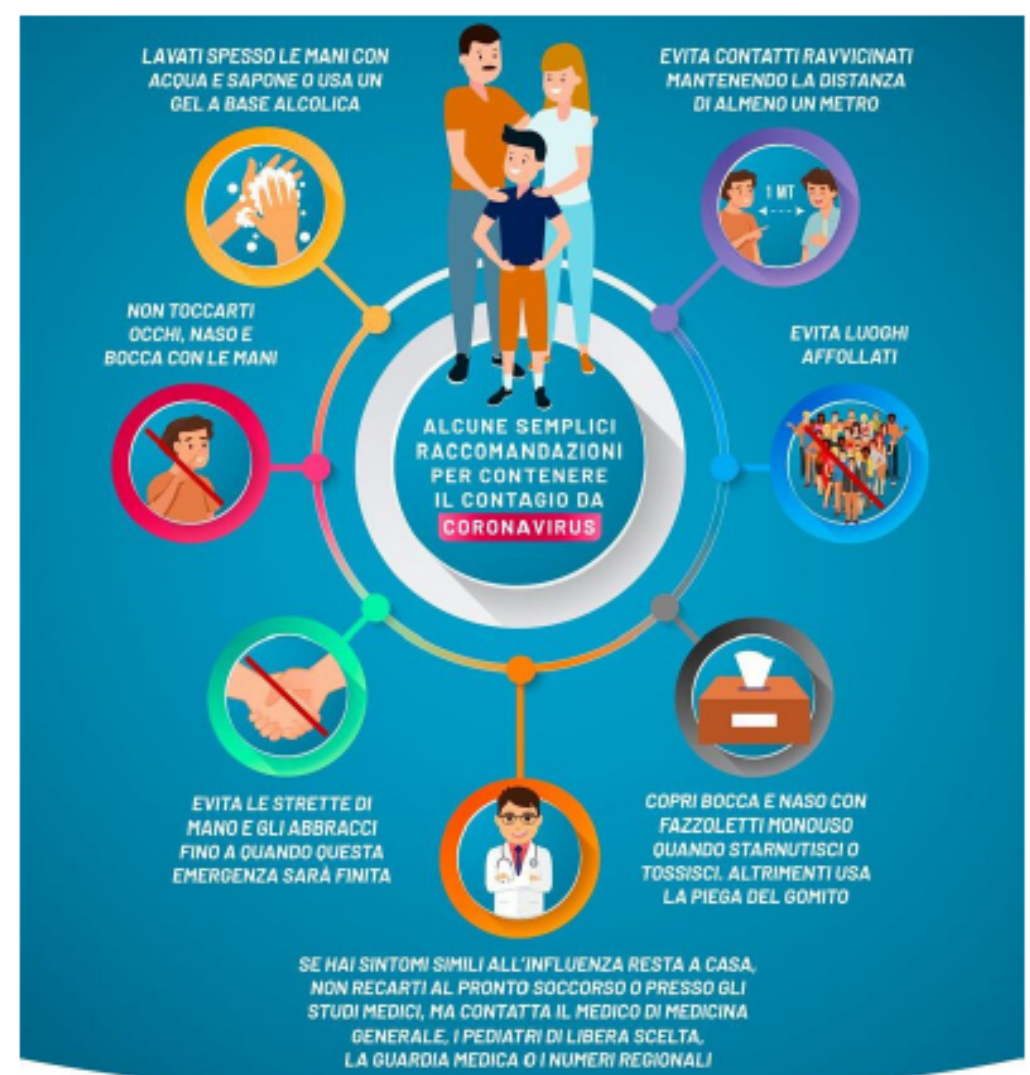 LAVATI SPESSO LE MANI CON
ACQUA E SAPONE O USA UN
GEL A BASE ALCOLICA
EVITA CONTATTI RAVVICINATI
MANTENENDO LA DISTANZA
DI ALMENO UN METRO
1 MT
NON TOCCARTI
OCCHI, NASO E
BOCCA CON LE MANI
EVITA LUOGHI
AFFOLLATI
ALCUNE SEMPLICI
RACCOMANDAZIONI
PER CONTENERE
IL CONTAGIO DA
CORONAVIRUS
EVITA LE STRETTE DI
MANO E GLI ABBRACCI
FINO A QUANDO QUESTA
EMERGENZA SARÀ FINITA
COPRI BOCCA E NASO CON
FAZZOLETTI MONOUSO
QUANDO STARNUTISCI O
TOSSISCI. ALTRIMENTI USA
LA PIEGA DEL GOMITO
SE HAI SINTOMI SIMILI ALL'INFLUENZA RESTA A CASA,
NON RECARTI AL PRONTO SOCCORSO O PRESSO GLI
STUDI MEDICI, MA CONTATTA IL MEDICO DI MEDICINA
GENERALE, I PEDIATRI DI LIBERA SCELTA,
LA GUARDIA MEDICA O I NUMERI REGIONALI